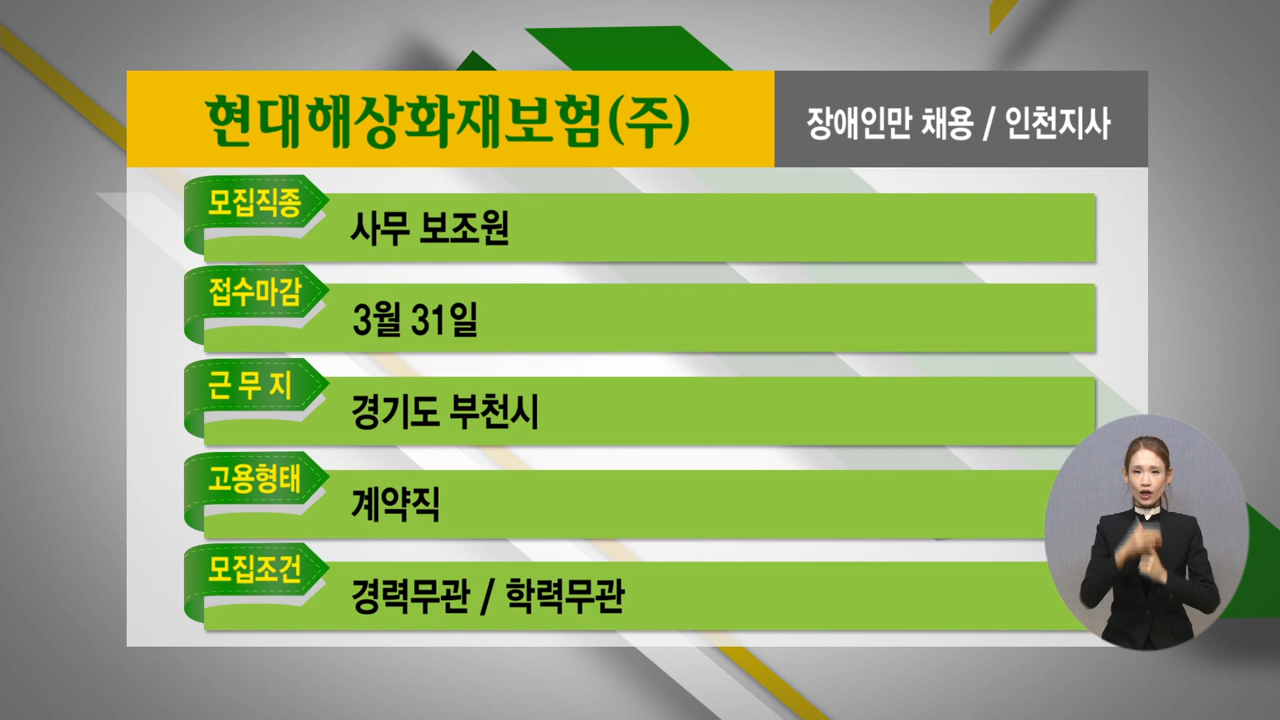 현대해상화재보험(주)
장애인만 채용 / 인천지사
모집직종
사무 보조원
접수마감
3월 31일
근 무 지
경기도 부천시
고용형태
계약직
모집조건
경력무관 / 학력무관